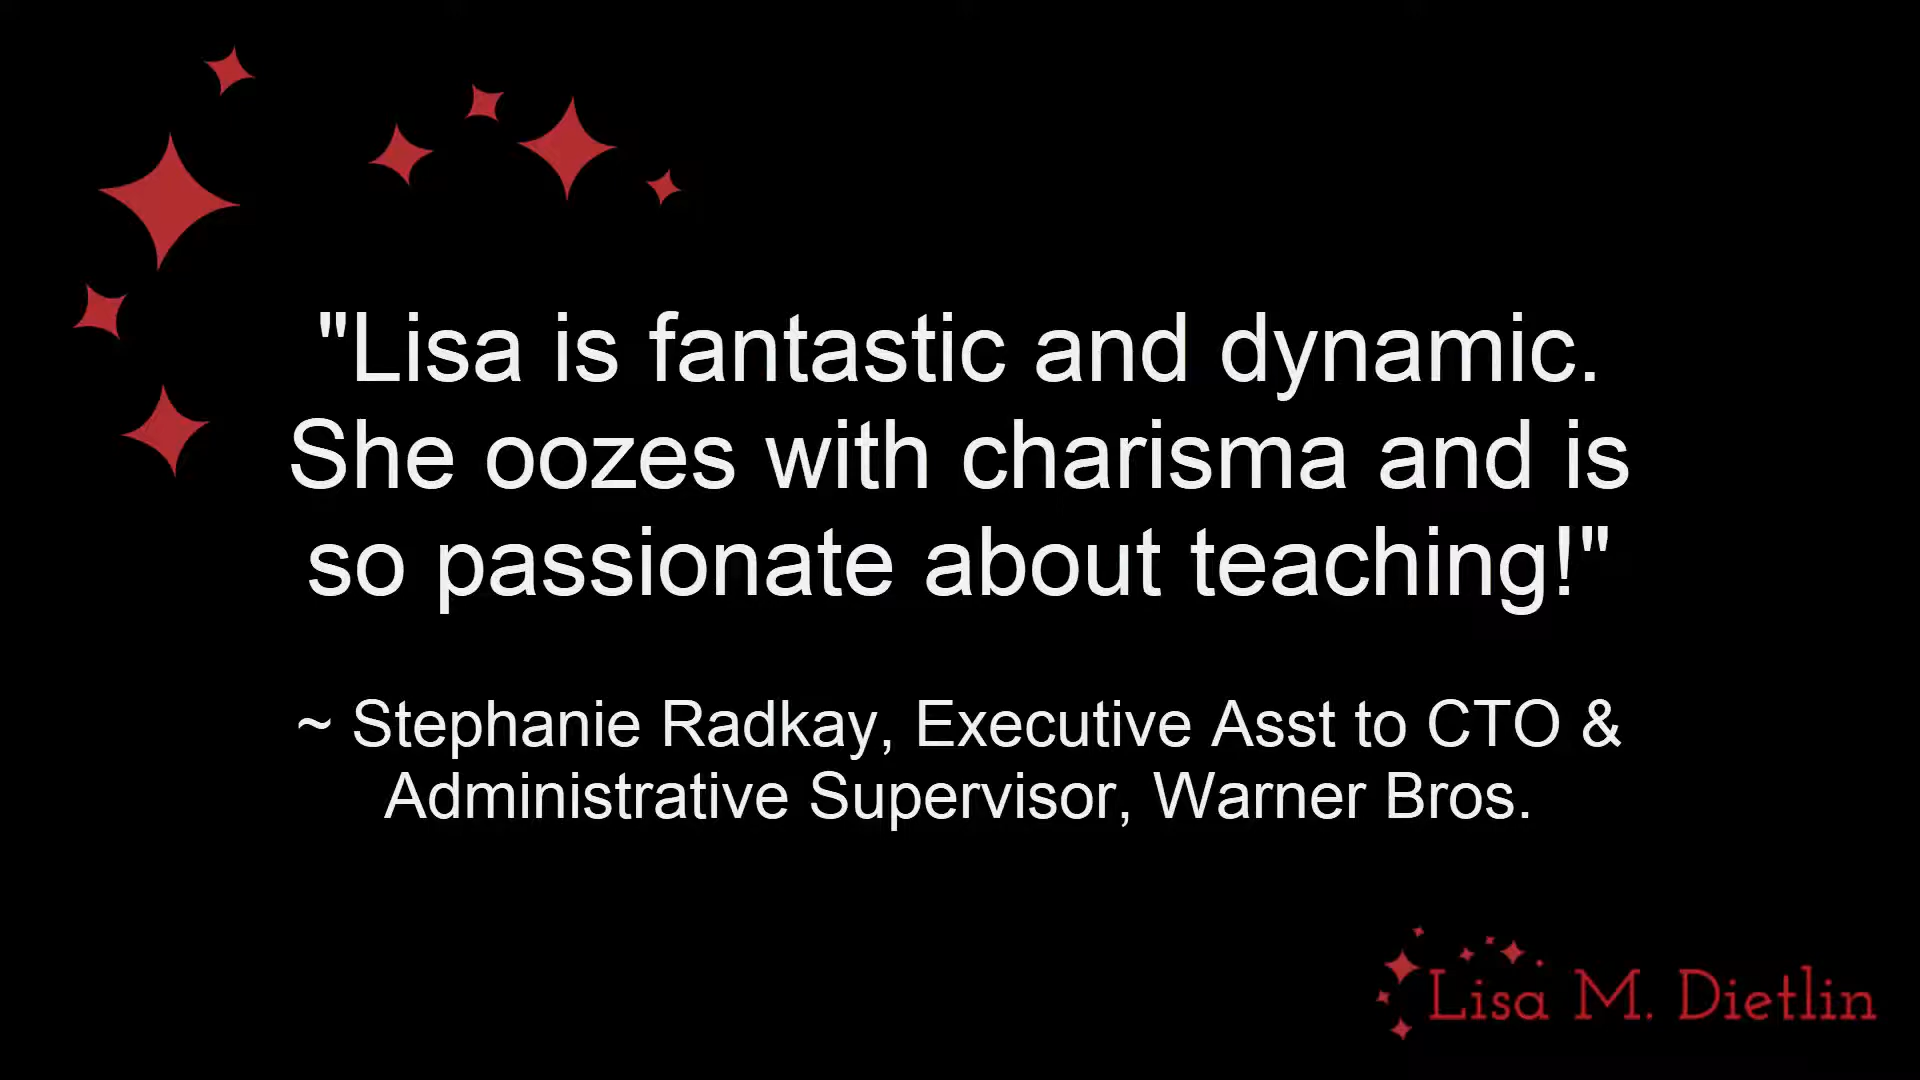 "Lisa is fantastic and dynamic.
She oozes with charisma and is
so passionate about teaching!"
~ Stephanie Radkay, Executive Asst to CTO &
Administrative Supervisor, Warner Bros.
Lisa M. Dietlin